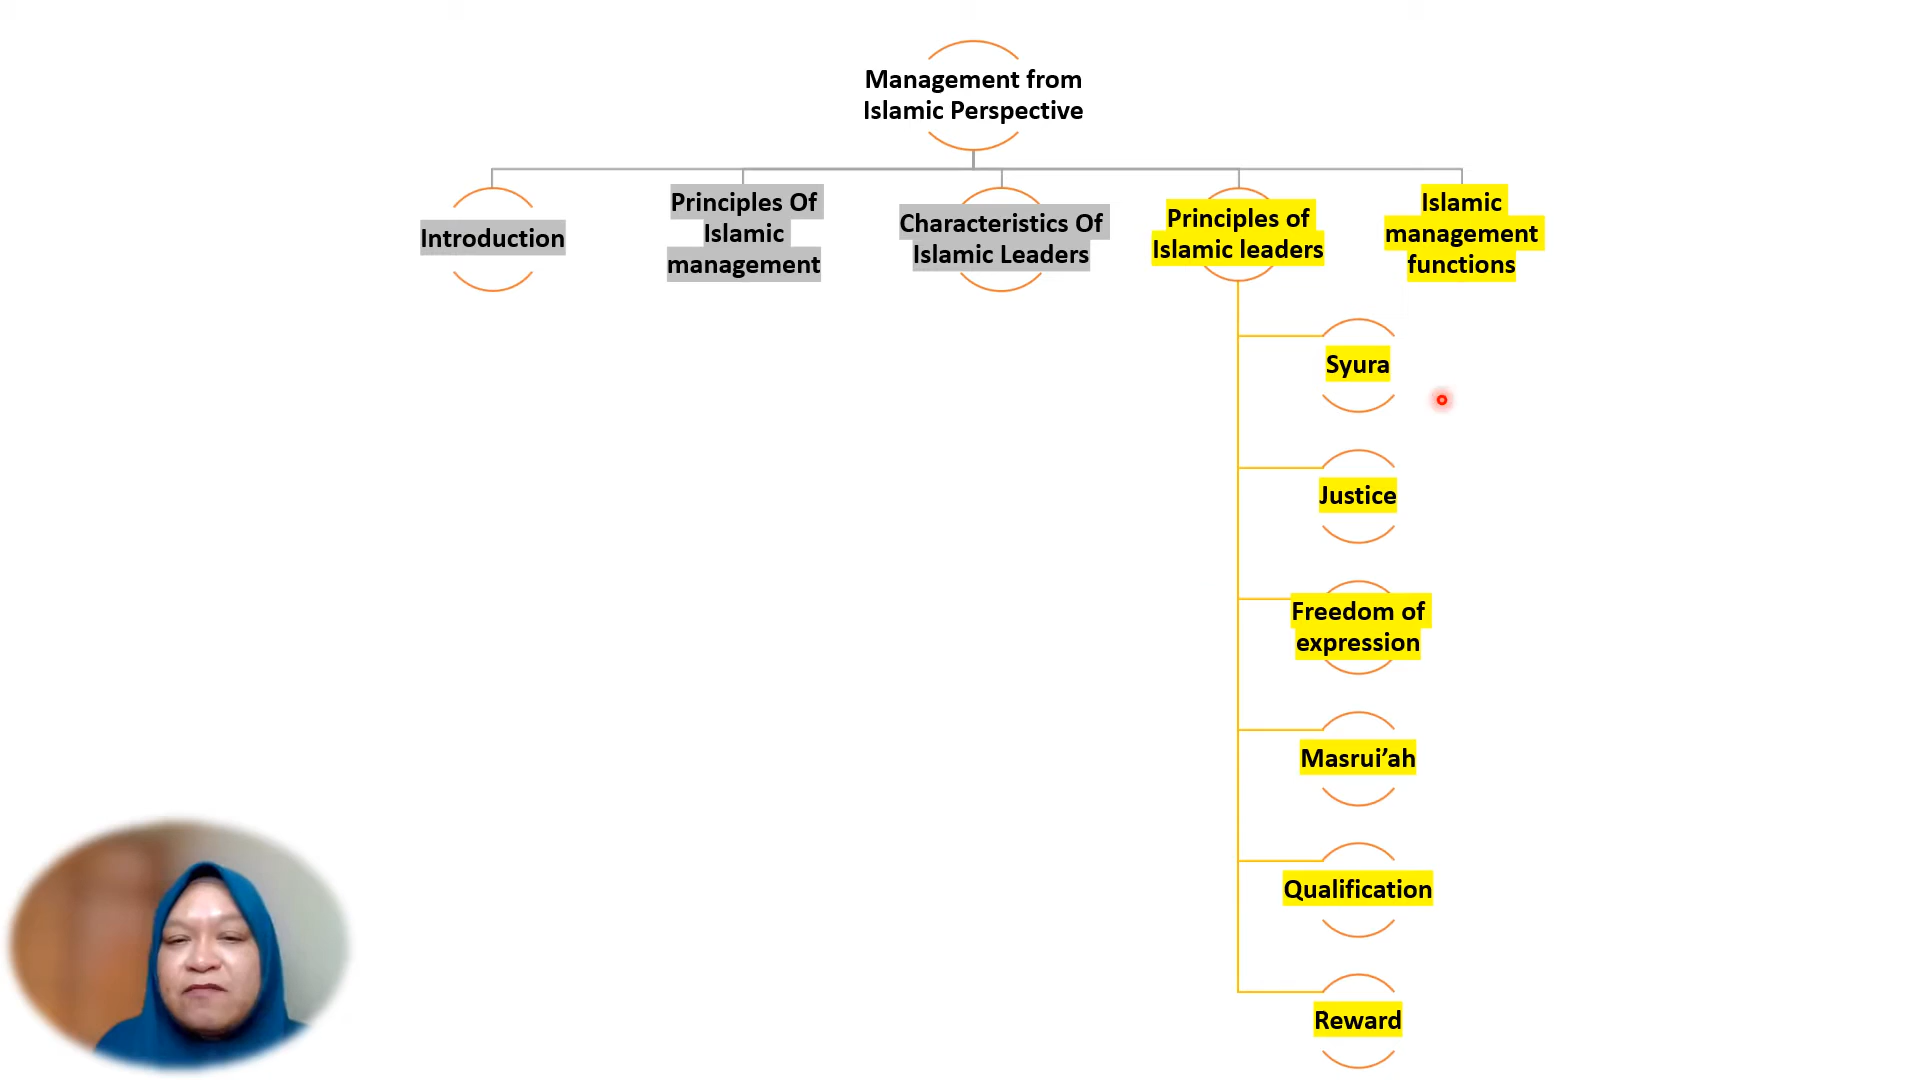 Management from
Islamic Perspective
Introduction
Principles Of
Islamic
management
Characteristics Of
Islamic Leaders
Principles of
Islamic leaders
Islamic
management
functions
Syura
Justice
Freedom of
expression
Masrui’ah
Qualification
Reward